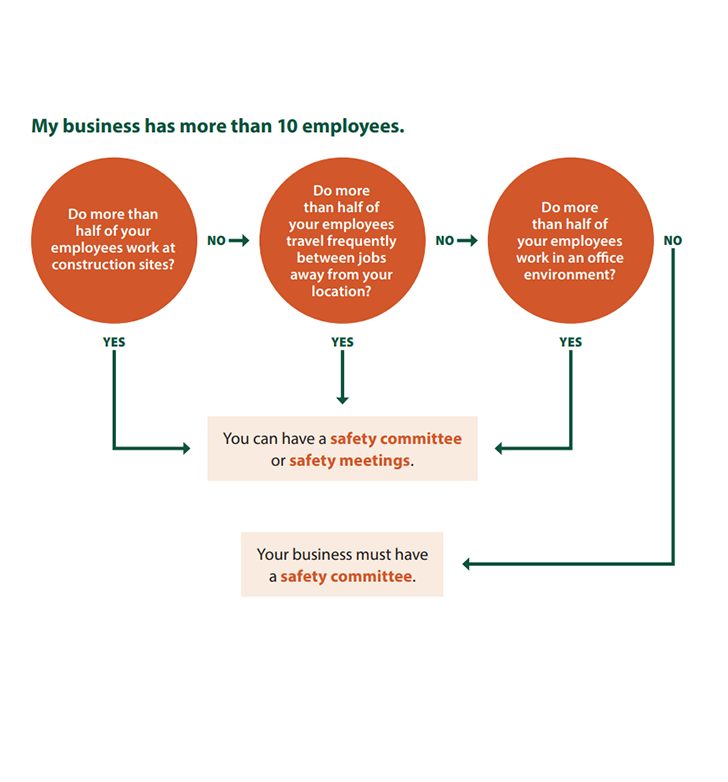 My business has more than 10 employees.
Do more than
half of your
employees work at
construction sites?
NO
Do more
than half of
your employees
travel frequently
between jobs
away from your
location?
NO
Do more
than half of
your employees
work in an office
environment?
NO
YES
YES
YES
You can have a safety committee
or safety meetings.
Your business must have
a safety committee.